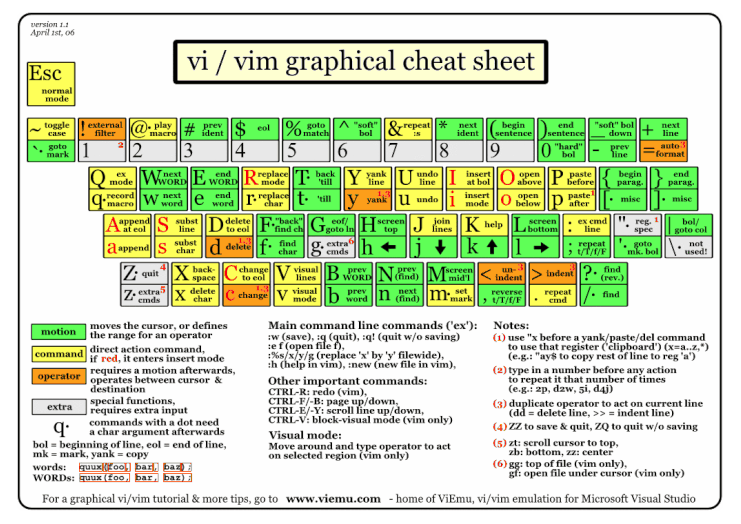 version 1.1
April 1st, 06
vi / vim graphical cheat sheet
Esc
normal
mode
~ toggle case
! external filter
@· play macro
# prev ident
$ eol
% goto match
^ "soft" bol
& repeat :s
* next ident
( begin sentence
) end sentence
_ "soft" bol down
+ next line
`· goto mark
1 2
2
3
4
5
6
7
8
9
0 "hard" bol
- prev line
= auto format 3
Q ex mode
W next WORD
E end WORD
R replace mode
T· back 'till
Y yank line
U undo line
I insert at bol
O open above
P paste before
{ begin parag.
} end parag.
q· record macro
w next word
e end word
r· replace char
t· 'till
y yank 1,3
u undo
i insert mode
o open below
p paste after 1
[· misc
]· misc
A append at eol
S subst line
D delete to eol
F· "back" find ch
G eof/ goto ln
H screen top
J join lines
K help
L screen bottom
: ex cmd line
"· reg. spec 1
| bol/ goto col
a append
s subst char
d delete 1,3
f· find char
g· extra cmds 6
h ←
j ↓
k ↑
l →
; repeat t/T/f/F
'· goto mk. bol
\· not used!
Z· quit 4
X back- space
C change to eol
V visual lines
B prev WORD
N prev (find)
M screen mid'l
< un- indent 3
> indent 3
?· find (rev.)
z· extra cmds 5
x delete char
c change 1,3
v visual mode
b prev word
n next (find)
m· set mark
, reverse t/T/f/F
. repeat cmd
/· find
motion moves the cursor, or defines
the range for an operator
command direct action command,
if red, it enters insert mode
operator requires a motion afterwards,
operates between cursor &
destination
extra special functions,
requires extra input
q· commands with a dot need
a char argument afterwards
bol = beginning of line, eol = end of line,
mk = mark, yank = copy
words: quux(foo, bar, baz);
WORDs: quux(foo, bar, baz);
Main command line commands ('ex'):
:w (save), :q (quit), :q! (quit w/o saving)
:e f (open file f),
:%s/x/y/g (replace 'x' by 'y' filewide),
:h (help in vim), :new (new file in vim),
Other important commands:
CTRL-R: redo (vim),
CTRL-F/-B: page up/down,
CTRL-E/-Y: scroll line up/down,
CTRL-V: block-visual mode (vim only)
Visual mode:
Move around and type operator to act
on selected region (vim only)
Notes:
(1) use "x before a yank/paste/del command
to use that register ('clipboard') (x=a..z,*)
(e.g.: "ay$ to copy rest of line to reg 'a')
(2) type in a number before any action
to repeat it that number of times
(e.g.: 2p, d2w, 5i, d4j)
(3) duplicate operator to act on current line
(dd = delete line, >> = indent line)
(4) ZZ to save & quit, ZQ to quit w/o saving
(5) zt: scroll cursor to top,
zb: bottom, zz: center
(6) gg: top of file (vim only),
gf: open file under cursor (vim only)
For a graphical vi/vim tutorial & more tips, go to www.viemu.com - home of ViEmu, vi/vim emulation for Microsoft Visual Studio